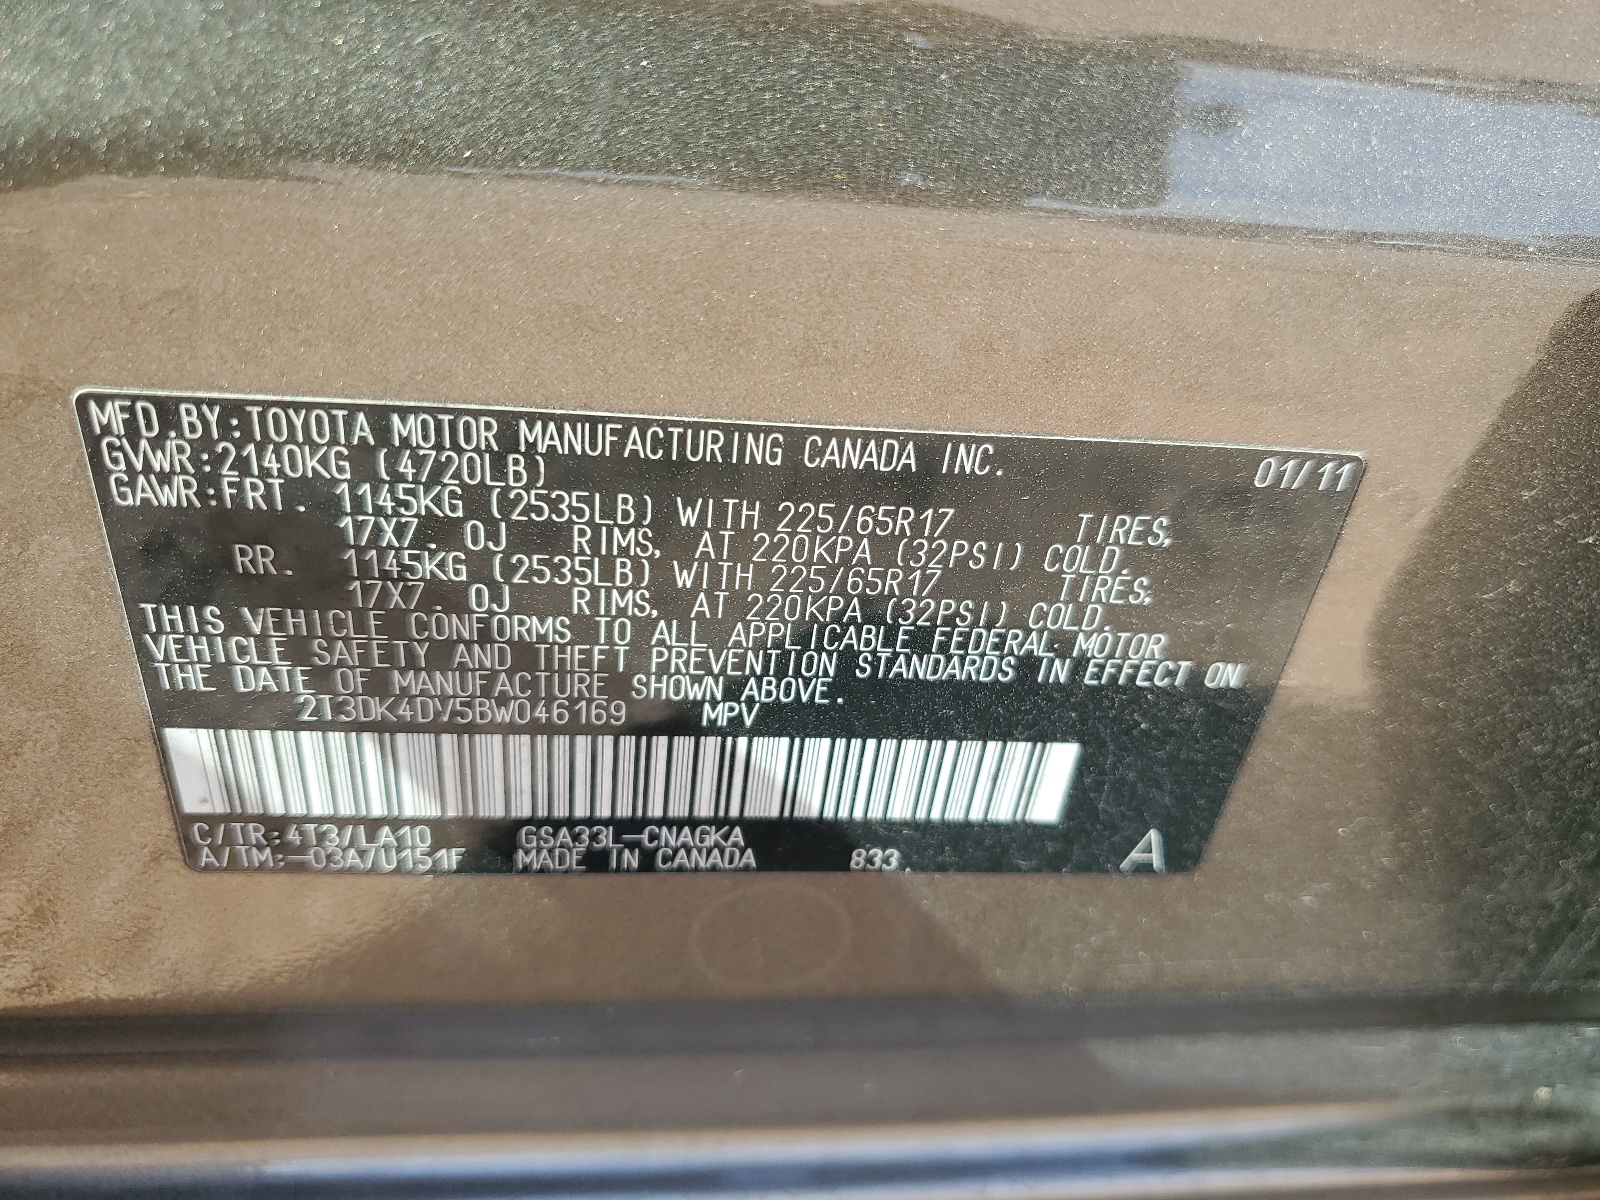 MFD.BY:TOYOTA MOTOR MANUFACTURING CANADA INC. 01/11
GVWR:2140KG (4720LB)
GAWR:FRT. 1145KG (2535LB) WITH 225/65R17 TIRES,
17X7.0J RIMS, AT 220KPA (32PSI) COLD.
RR. 1145KG (2535LB) WITH 225/65R17 TIRES,
17X7.0J RIMS, AT 220KPA (32PSI) COLD.
THIS VEHICLE CONFORMS TO ALL APPLICABLE FEDERAL MOTOR
VEHICLE SAFETY AND THEFT PREVENTION STANDARDS IN EFFECT ON
THE DATE OF MANUFACTURE SHOWN ABOVE.
2T3DK4DV5BW046169 MPV
C/TR:4T3/LA10 GSA33L-CNAGKA
A/TM:-03A/U151F MADE IN CANADA 833 A